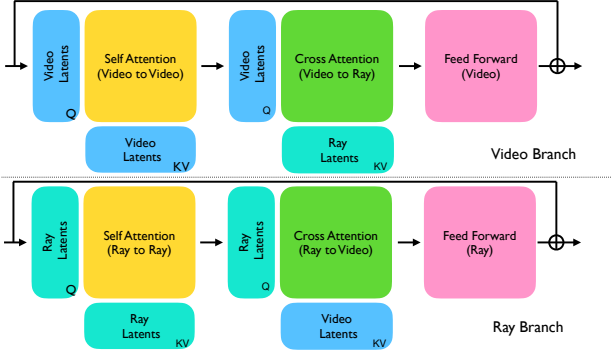 Video
Latents
Q
Self Attention
(Video to Video)
Video
Latents
KV
Video
Latents
Q
Cross Attention
(Video to Ray)
Ray
Latents
KV
Feed Forward
(Video)
Video Branch
Ray
Latents
Q
Self Attention
(Ray to Ray)
Ray
Latents
KV
Ray
Latents
Q
Cross Attention
(Ray to Video)
Video
Latents
KV
Feed Forward
(Ray)
Ray Branch